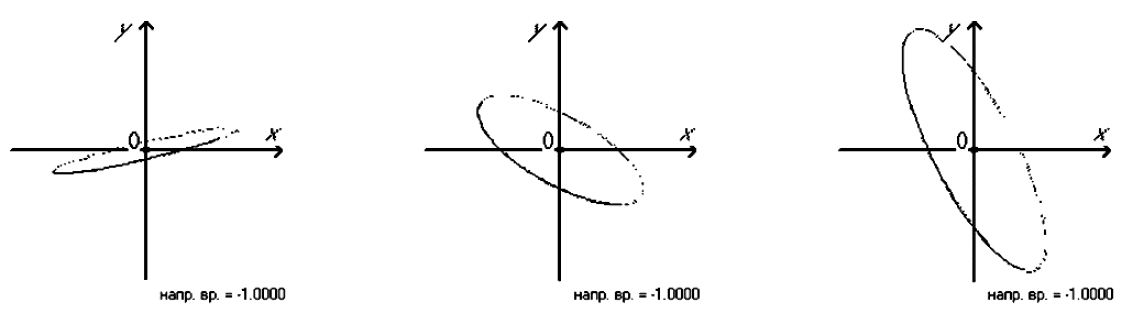 y
0
x
напр. вр. = -1.0000
y
0
x
напр. вр. = -1.0000
y
0
x
напр. вр. = -1.0000